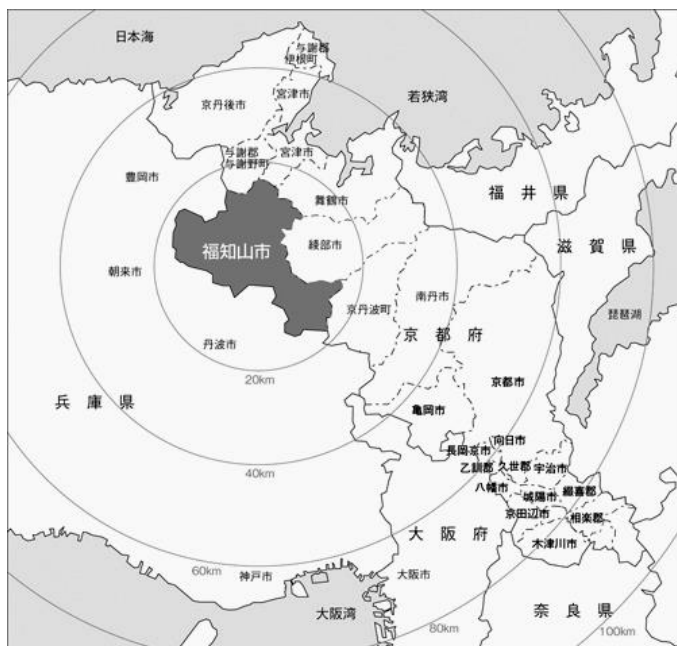 日本海
与謝郡
伊根町
宮津市
京丹後市
若狭湾
与謝郡
与謝野町
宮津市
豊岡市
福井県
舞鶴市
滋賀県
福知山市
綾部市
朝来市
京丹波町
南丹市
琵琶湖
京都府
丹波市
20km
京都市
兵庫県
亀岡市
向日市
長岡京市
乙訓郡
久世郡
宇治市
八幡市
城陽市
綴喜郡
京田辺市
相楽郡
木津川市
40km
大阪府
60km
神戸市
大阪市
大阪湾
奈良県
80km
100km